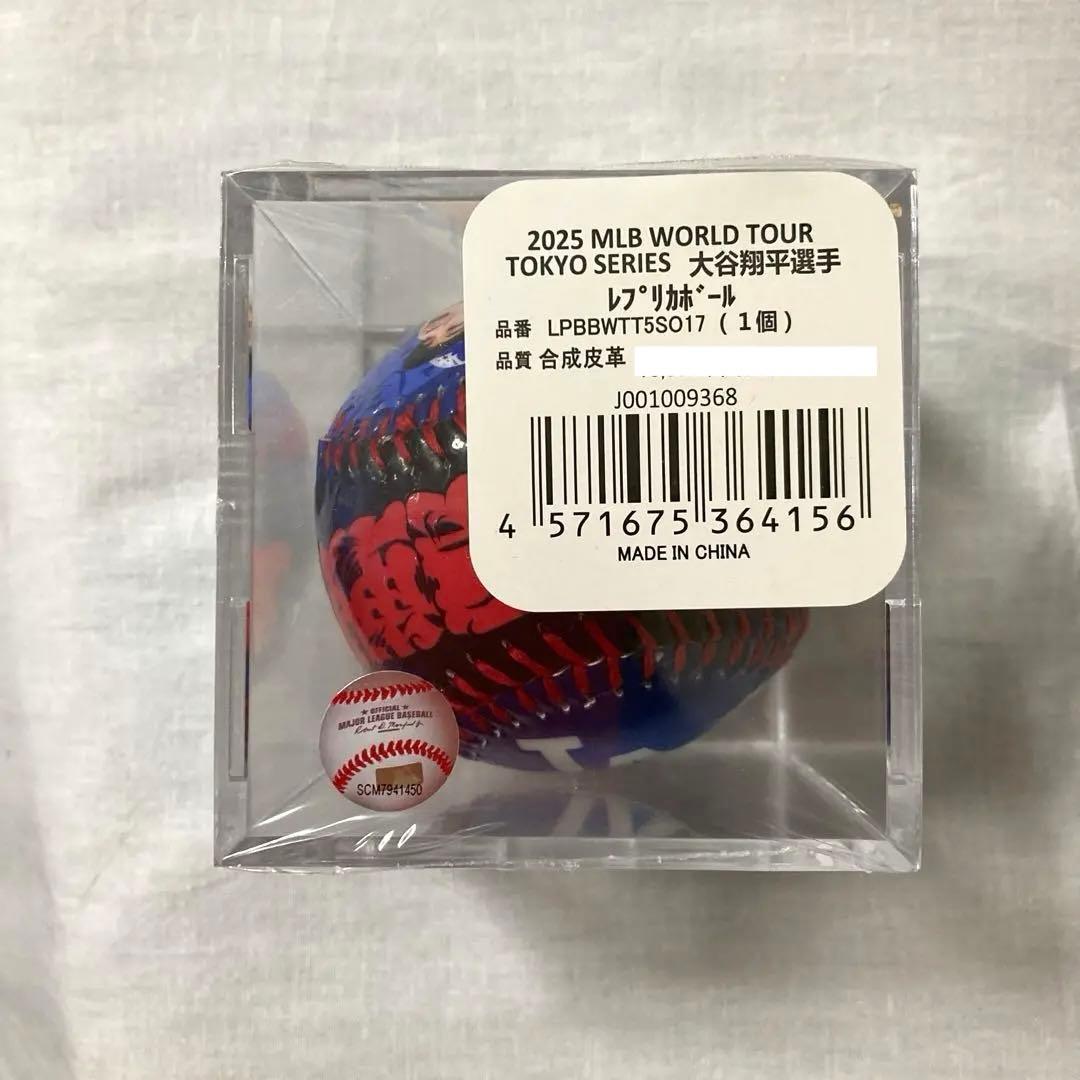 2025 MLB WORLD TOUR
TOKYO SERIES 大谷翔平選手
ﾚﾌﾟﾘｶﾎﾞｰﾙ
品番 LPBBWTT5SO17 (1個)
品質 合成皮革
J001009368
4 571675 364156
MADE IN CHINA
★ OFFICIAL ★
MAJOR LEAGUE BASEBALL
SCM7941450